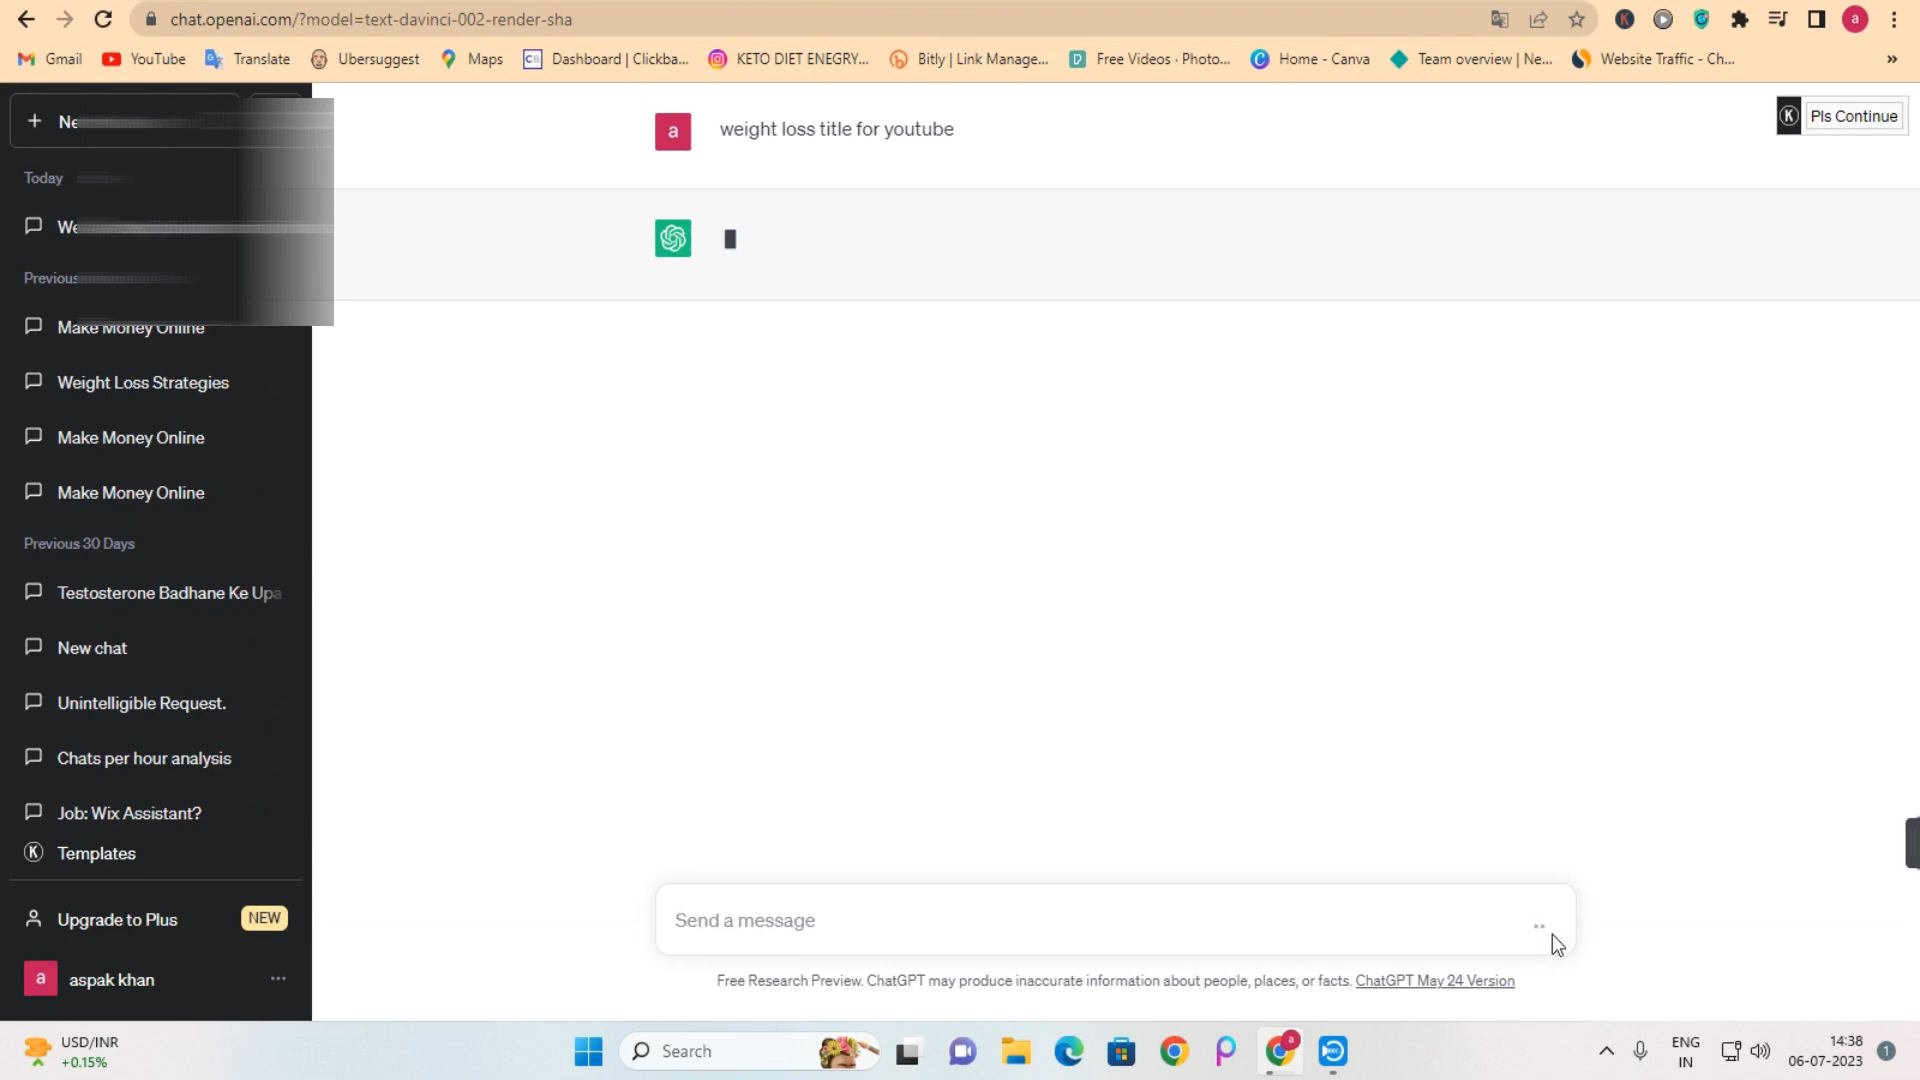 chat.openai.com/?model=text-davinci-002-render-sha
a
Gmail
YouTube
Translate
Ubersuggest
Maps
CB
Dashboard | Clickba...
KETO DIET ENEGRY...
Bitly | Link Manage...
Free Videos · Photo...
Home - Canva
Team overview | Ne...
Website Traffic - Ch...
»
a
weight loss title for youtube
Pls Continue
Today
Make Money Online
Weight Loss Strategies
Make Money Online
Make Money Online
Previous 30 Days
Testosterone Badhane Ke Upa
New chat
Unintelligible Request.
Chats per hour analysis
Job: Wix Assistant?
K Templates
Upgrade to Plus NEW
a aspak khan
Send a message
Free Research Preview. ChatGPT may produce inaccurate information about people, places, or facts. ChatGPT May 24 Version
USD/INR
+0.15%
Search
ENG
IN
14:38
06-07-2023
1